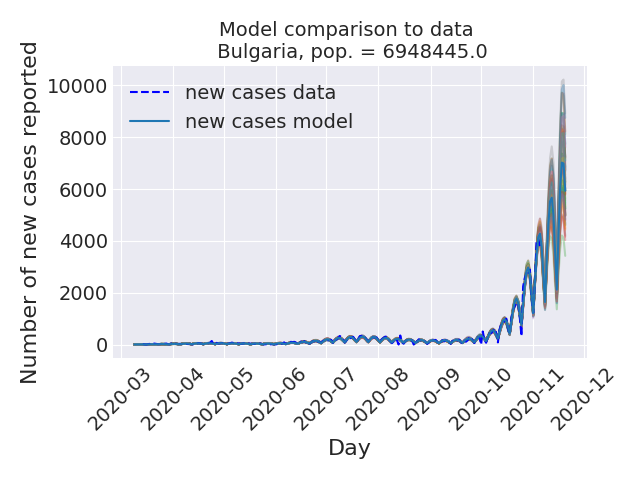 Model comparison to data
Bulgaria, pop. = 6948445.0
Number of new cases reported
10000
8000
6000
4000
2000
0
new cases data
new cases model
2020-03
2020-04
2020-05
2020-06
2020-07
2020-08
2020-09
2020-10
2020-11
2020-12
Day